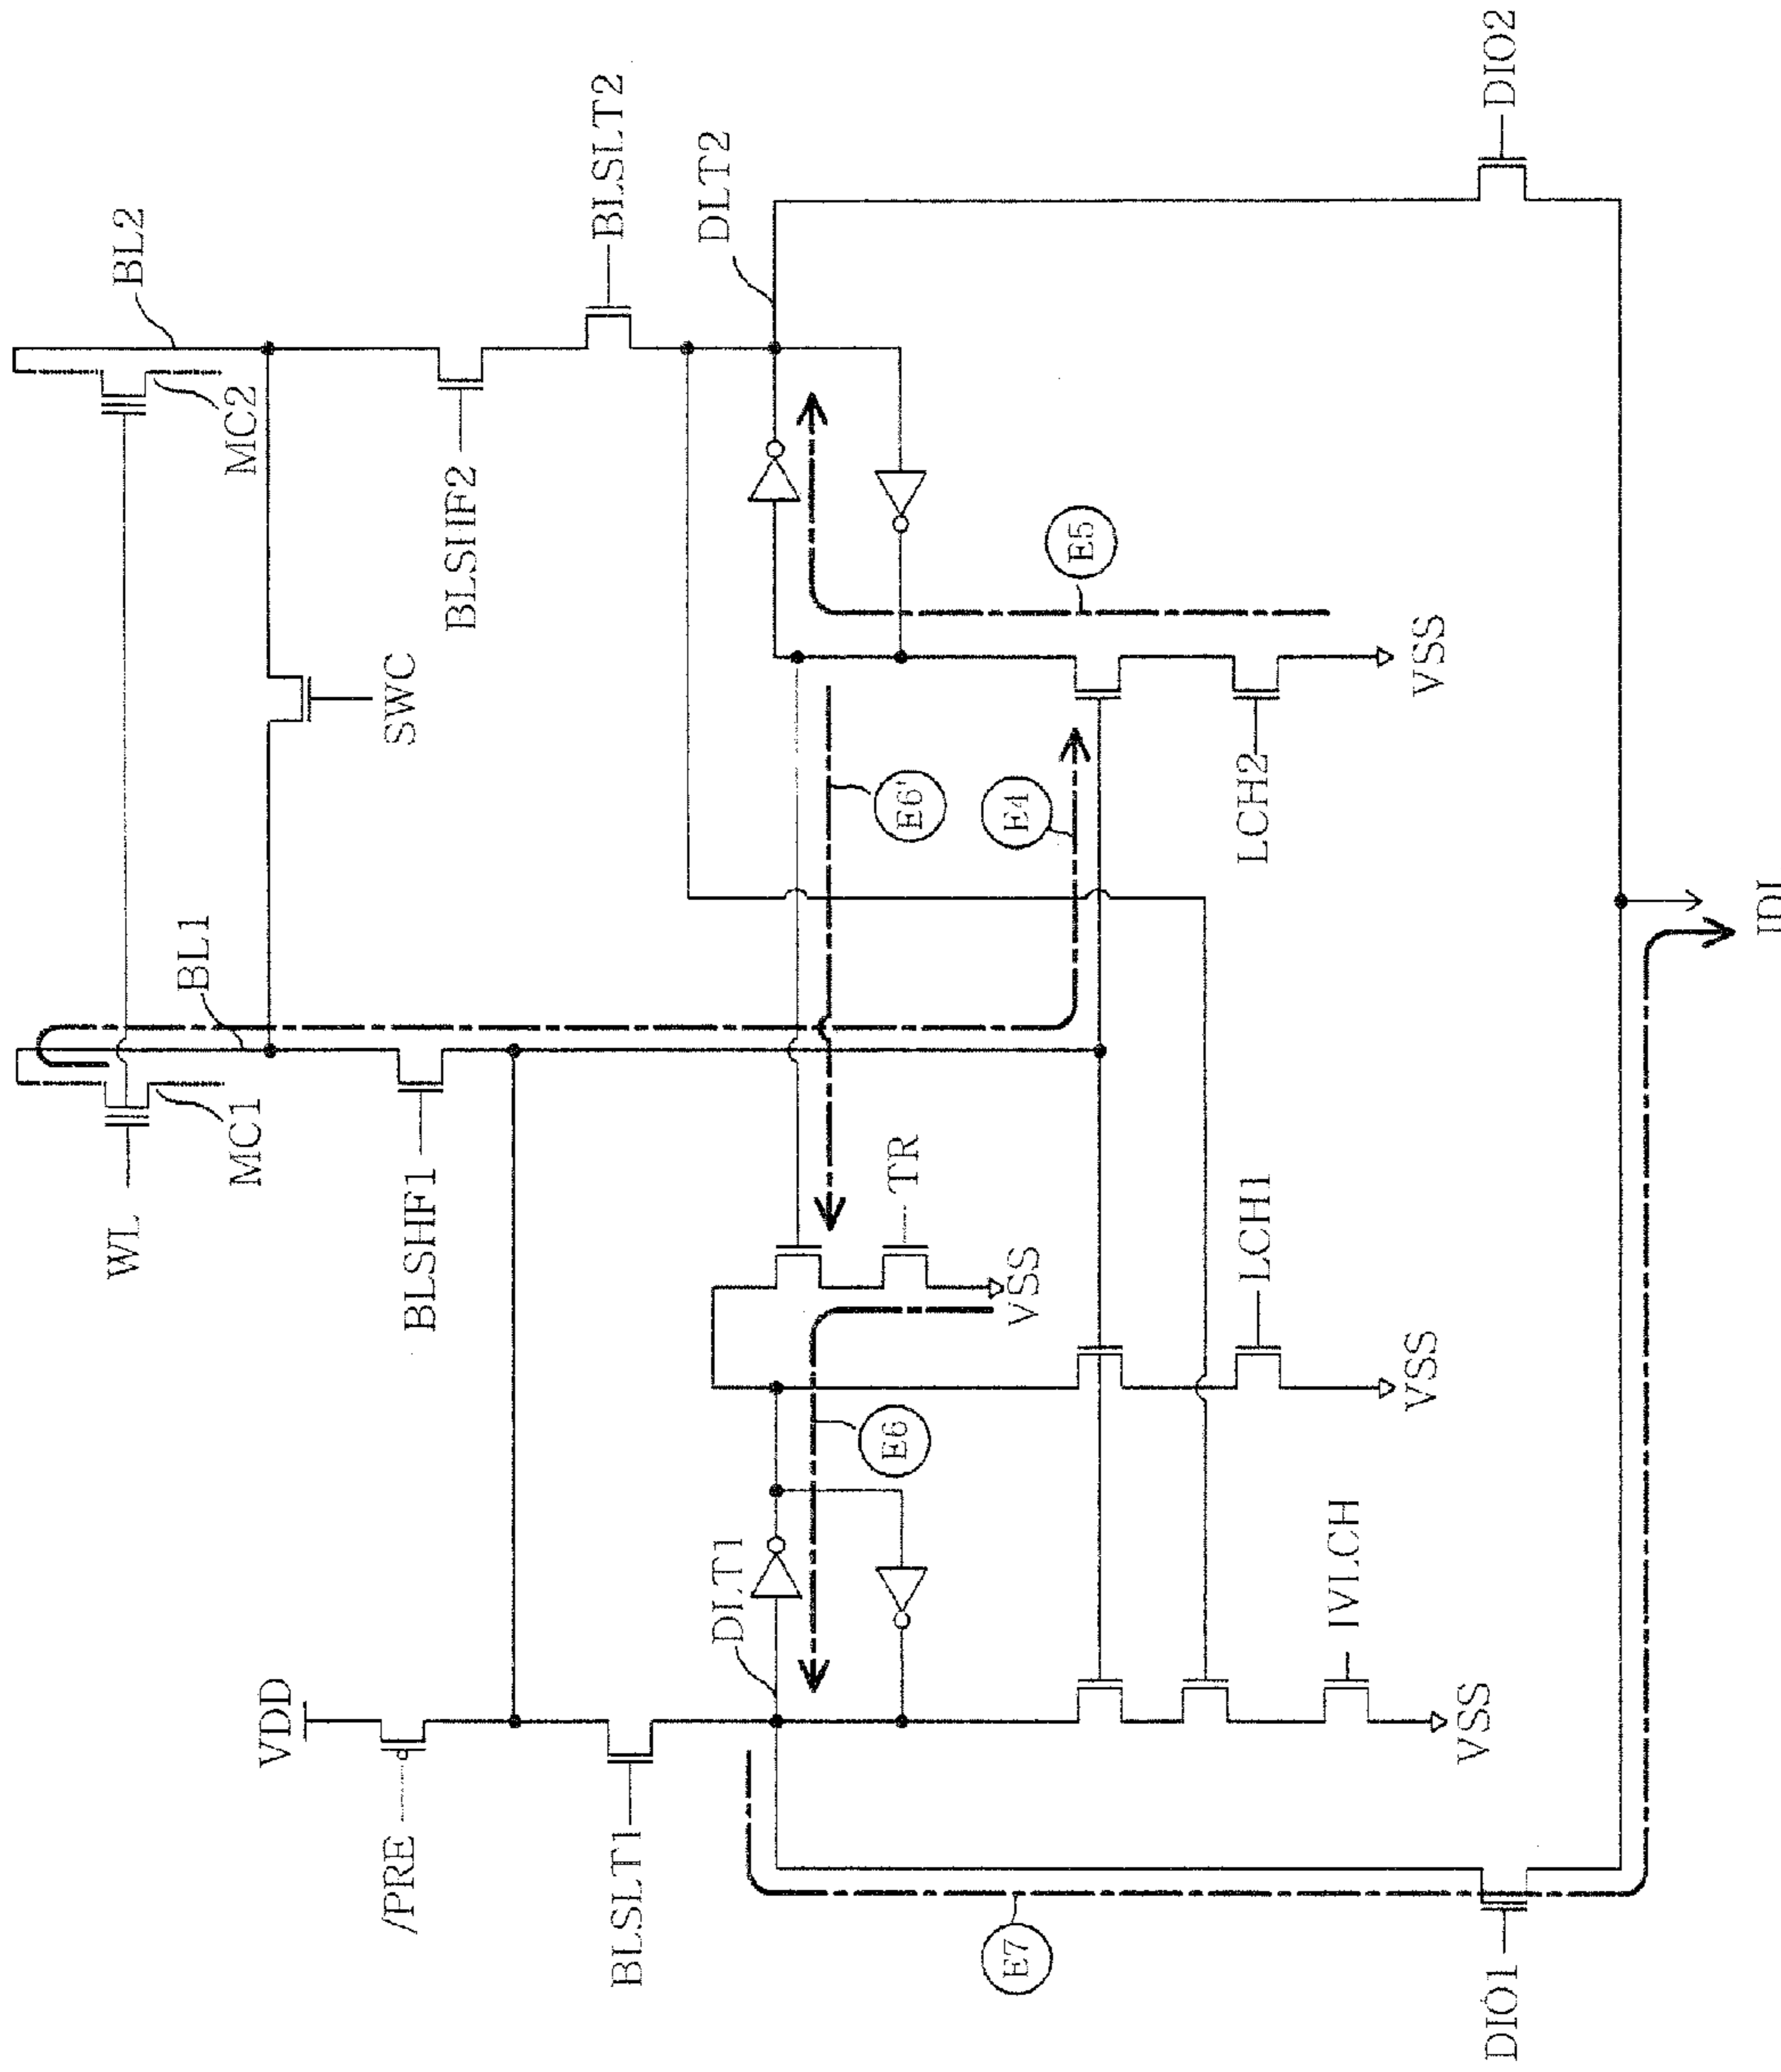 WL
MC1
BL1
MC2
BL2
VDD
/PRE
BLSHF1
SWC
BLSHF2
BLSLT1
BLSLT2
DLT1
TR
DLT2
E6
VSS
E6'
E4
E5
E7
IVLCH
LCH1
LCH2
VSS
VSS
VSS
DIO1
DIO2